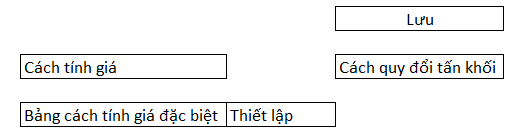 Lưu
Cách tính giá Cách quy đổi tấn khối
Bảng cách tính giá đặc biệt Thiết lập